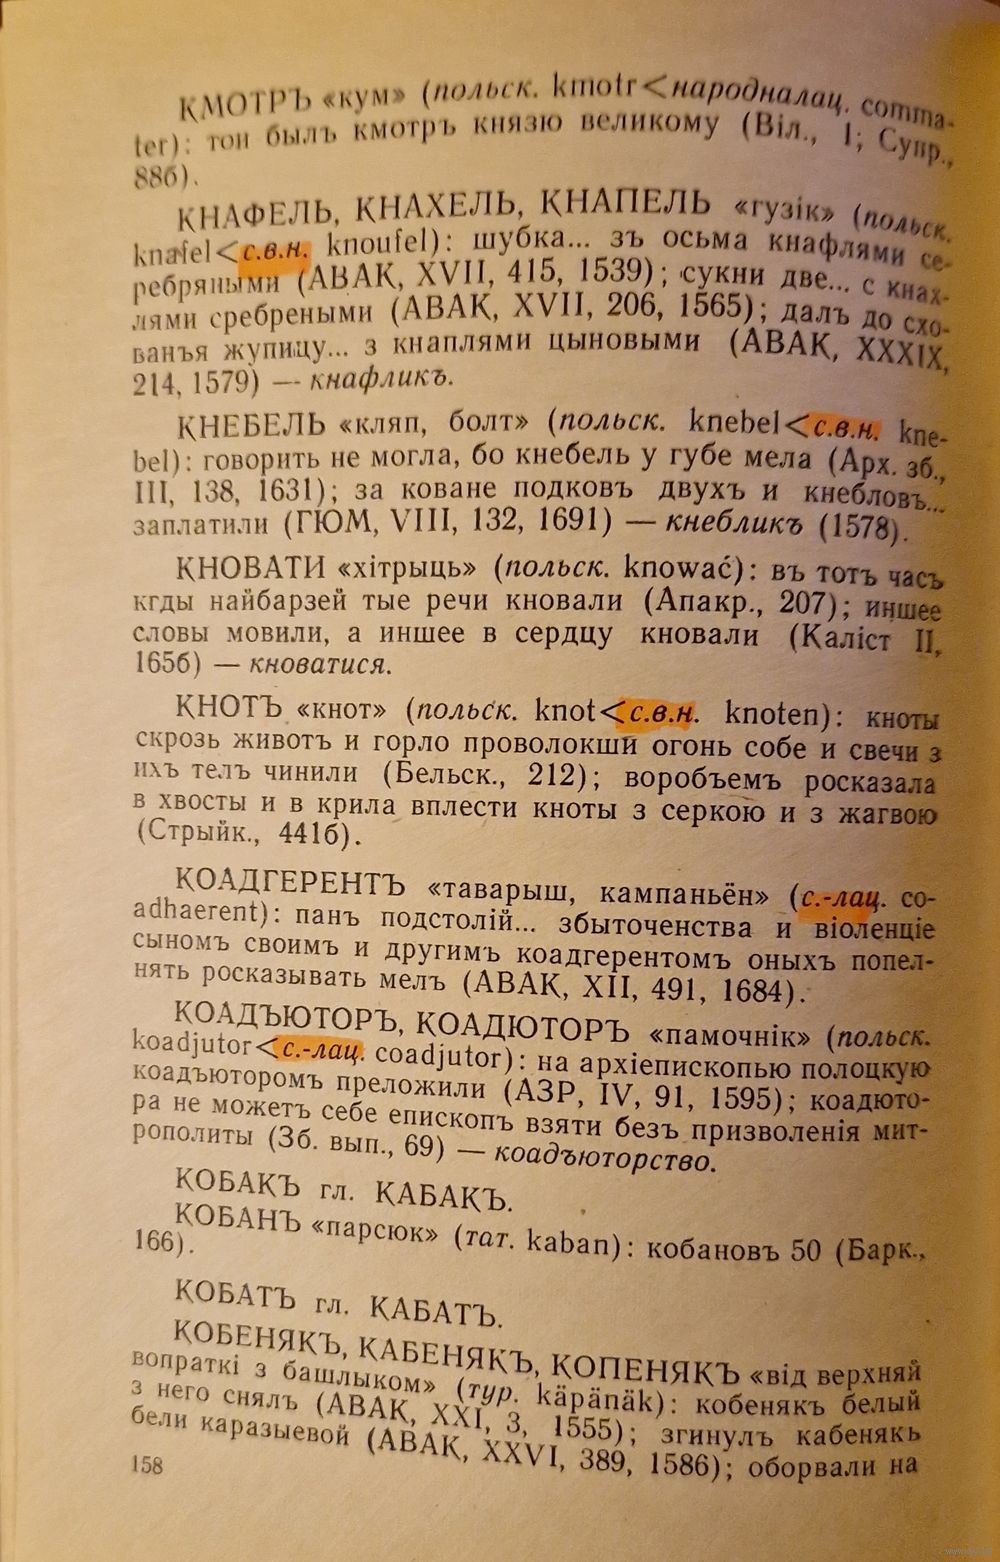 КМОТРЪ «кум» (польск. kmotr<народналац. comma-
ter): тон былъ кмотръ князю великому (Віл., I; Супр.,
88б).
КНАФЕЛЬ, КНАХЕЛЬ, КНАПЕЛЬ «гузік» (польск.
knafel<с.в.н. knoufel): шубка... зъ осьма кнафлями се-
ребряными (АВАК, XVII, 415, 1539); сукни две... с кнах-
лями сребреными (АВАК, XVII, 206, 1565); далъ до схо-
ванъя жупицу... з кнаплями цыновыми (АВАК, XXXIX,
214, 1579) — кнафликъ.
КНЕБЕЛЬ «кляп, болт» (польск. knebel<с.в.н. kne-
bel): говорить не могла, бо кнебель у губе мела (Арх. зб.,
III, 138, 1631); за коване подковъ двухъ и кнебловъ...
заплатили (ГЮМ, VIII, 132, 1691) — кнебликъ (1578).
КНОВАТИ «хітрыць» (польск. knować): въ тотъ часъ
кгды найбарзей тые речи кновали (Апакр., 207); иншее
словы мовили, а иншее в сердцу кновали (Каліст II,
165б) — кноватися.
КНОТЪ «кнот» (польск. knot<с.в.н. knoten): кноты
скрозь животъ и горло проволокши огонь собе и свечи з
ихъ телъ чинили (Бельск., 212); воробъемъ росказала
в хвосты и в крила вплести кноты з серкою и з жагвою
(Стрыйк., 441б).
КОАДГЕРЕНТЪ «таварыш, кампаньён» (с.-лац. co-
adhaerent): панъ подстолій... збыточенства и віоленціе
сыномъ своимъ и другимъ коадгерентомъ оныхъ попел-
нять росказывать мелъ (АВАК, XII, 491, 1684).
КОАДЪЮТОРЪ, КОАДЮТОРЪ «памочнік» (польск.
koadjutor<с.-лац. coadjutor): на архіепископью полоцкую
коадъюторомъ преложили (АЗР, IV, 91, 1595); коадюто-
ра не можетъ себе епископъ взяти безъ призволенія мит-
рополиты (Зб. вып., 69) — коадъюторство.
КОБАКЪ гл. КАБАКЪ.
КОБАНЪ «парсюк» (тат. kaban): кобановъ 50 (Барк.,
166).
КОБАТЪ гл. КАБАТЪ.
КОБЕНЯКЪ, КАБЕНЯКЪ, КОПЕНЯКЪ «від верхняй
вопраткі з башлыком» (тур. käpänäk): кобенякъ белый
з него снялъ (АВАК, XXI, 3, 1555); згинулъ кабенякь
бели каразыевой (АВАК, XXVI, 389, 1586); оборвали на
158